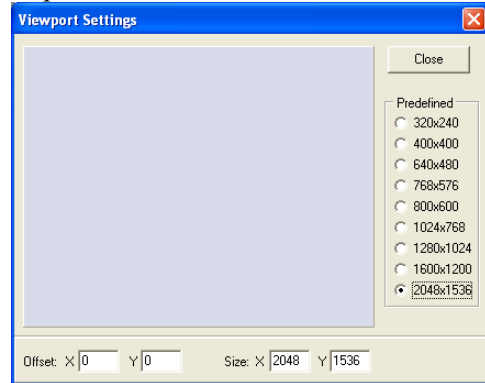 Viewport Settings
Close
Predefined
320x240
400x400
640x480
768x576
800x600
1024x768
1280x1024
1600x1200
2048x1536
Offset: X 0 Y 0 Size: X 2048 Y 1536